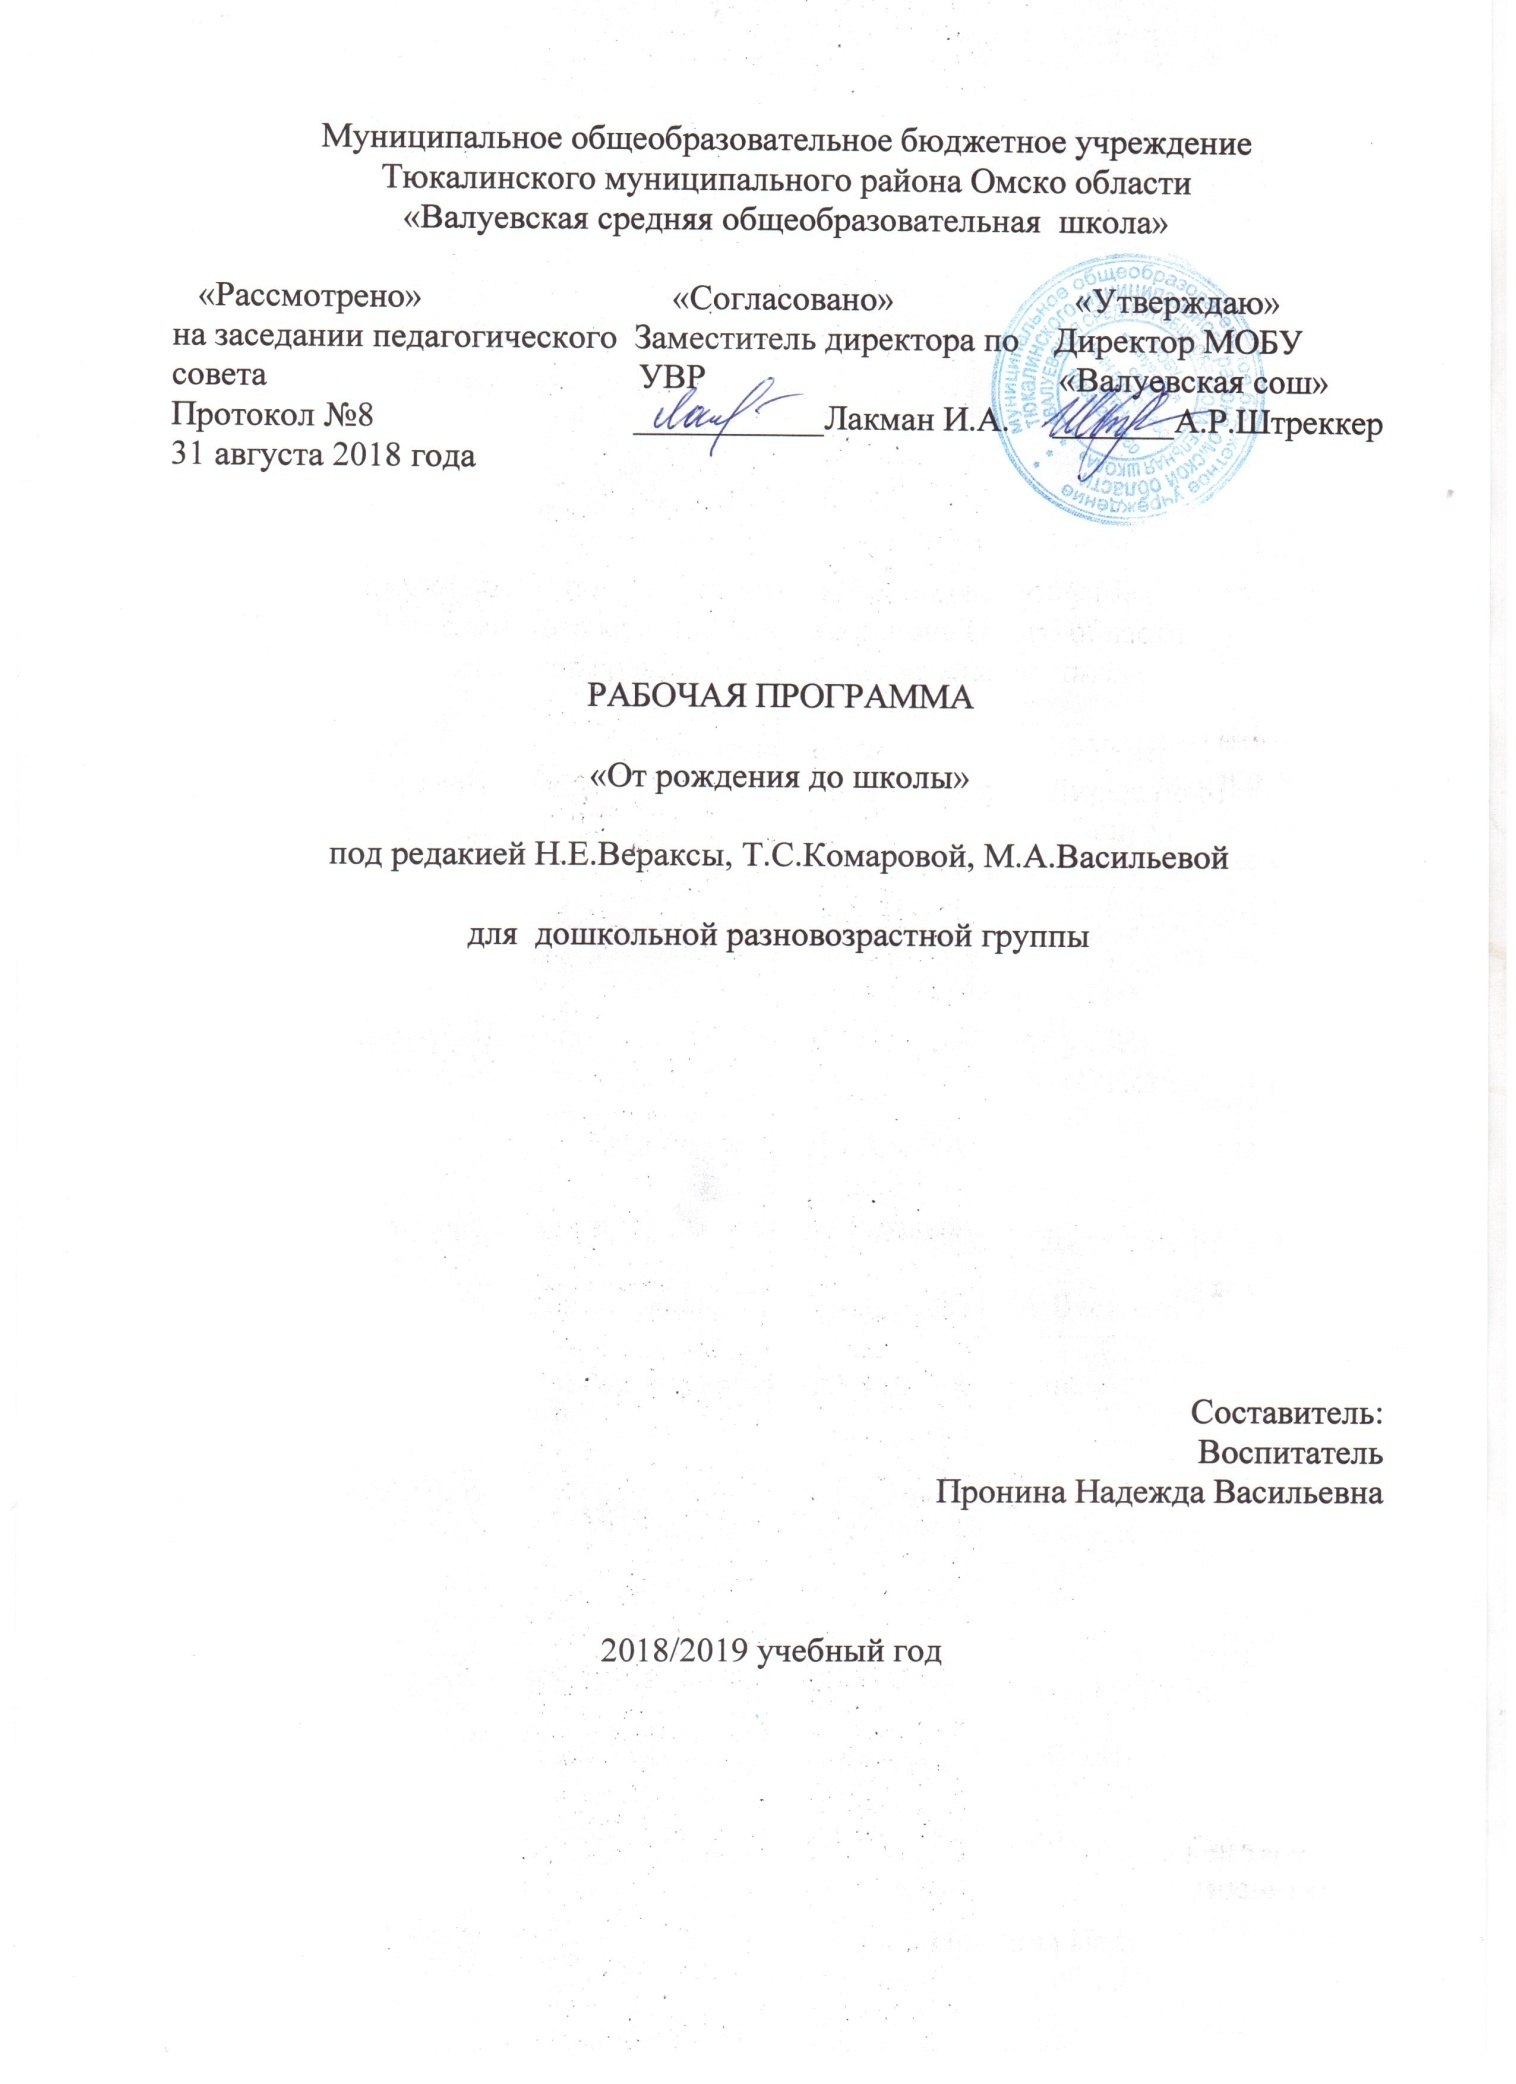 Муниципальное общеобразовательное бюджетное учреждение
Тюкалинского муниципального района Омско области
«Валуевская средняя общеобразовательная школа»
«Рассмотрено»
на заседании педагогического
совета
Протокол №8
31 августа 2018 года
«Согласовано»
Заместитель директора по
УВР
___________Лакман И.А.
«Утверждаю»
Директор МОБУ
«Валуевская сош»
_______А.Р.Штреккер
РАБОЧАЯ ПРОГРАММА
«От рождения до школы»
под редакией Н.Е.Вераксы, Т.С.Комаровой, М.А.Васильевой
для дошкольной разновозрастной группы
Составитель:
Воспитатель
Пронина Надежда Васильевна
2018/2019 учебный год